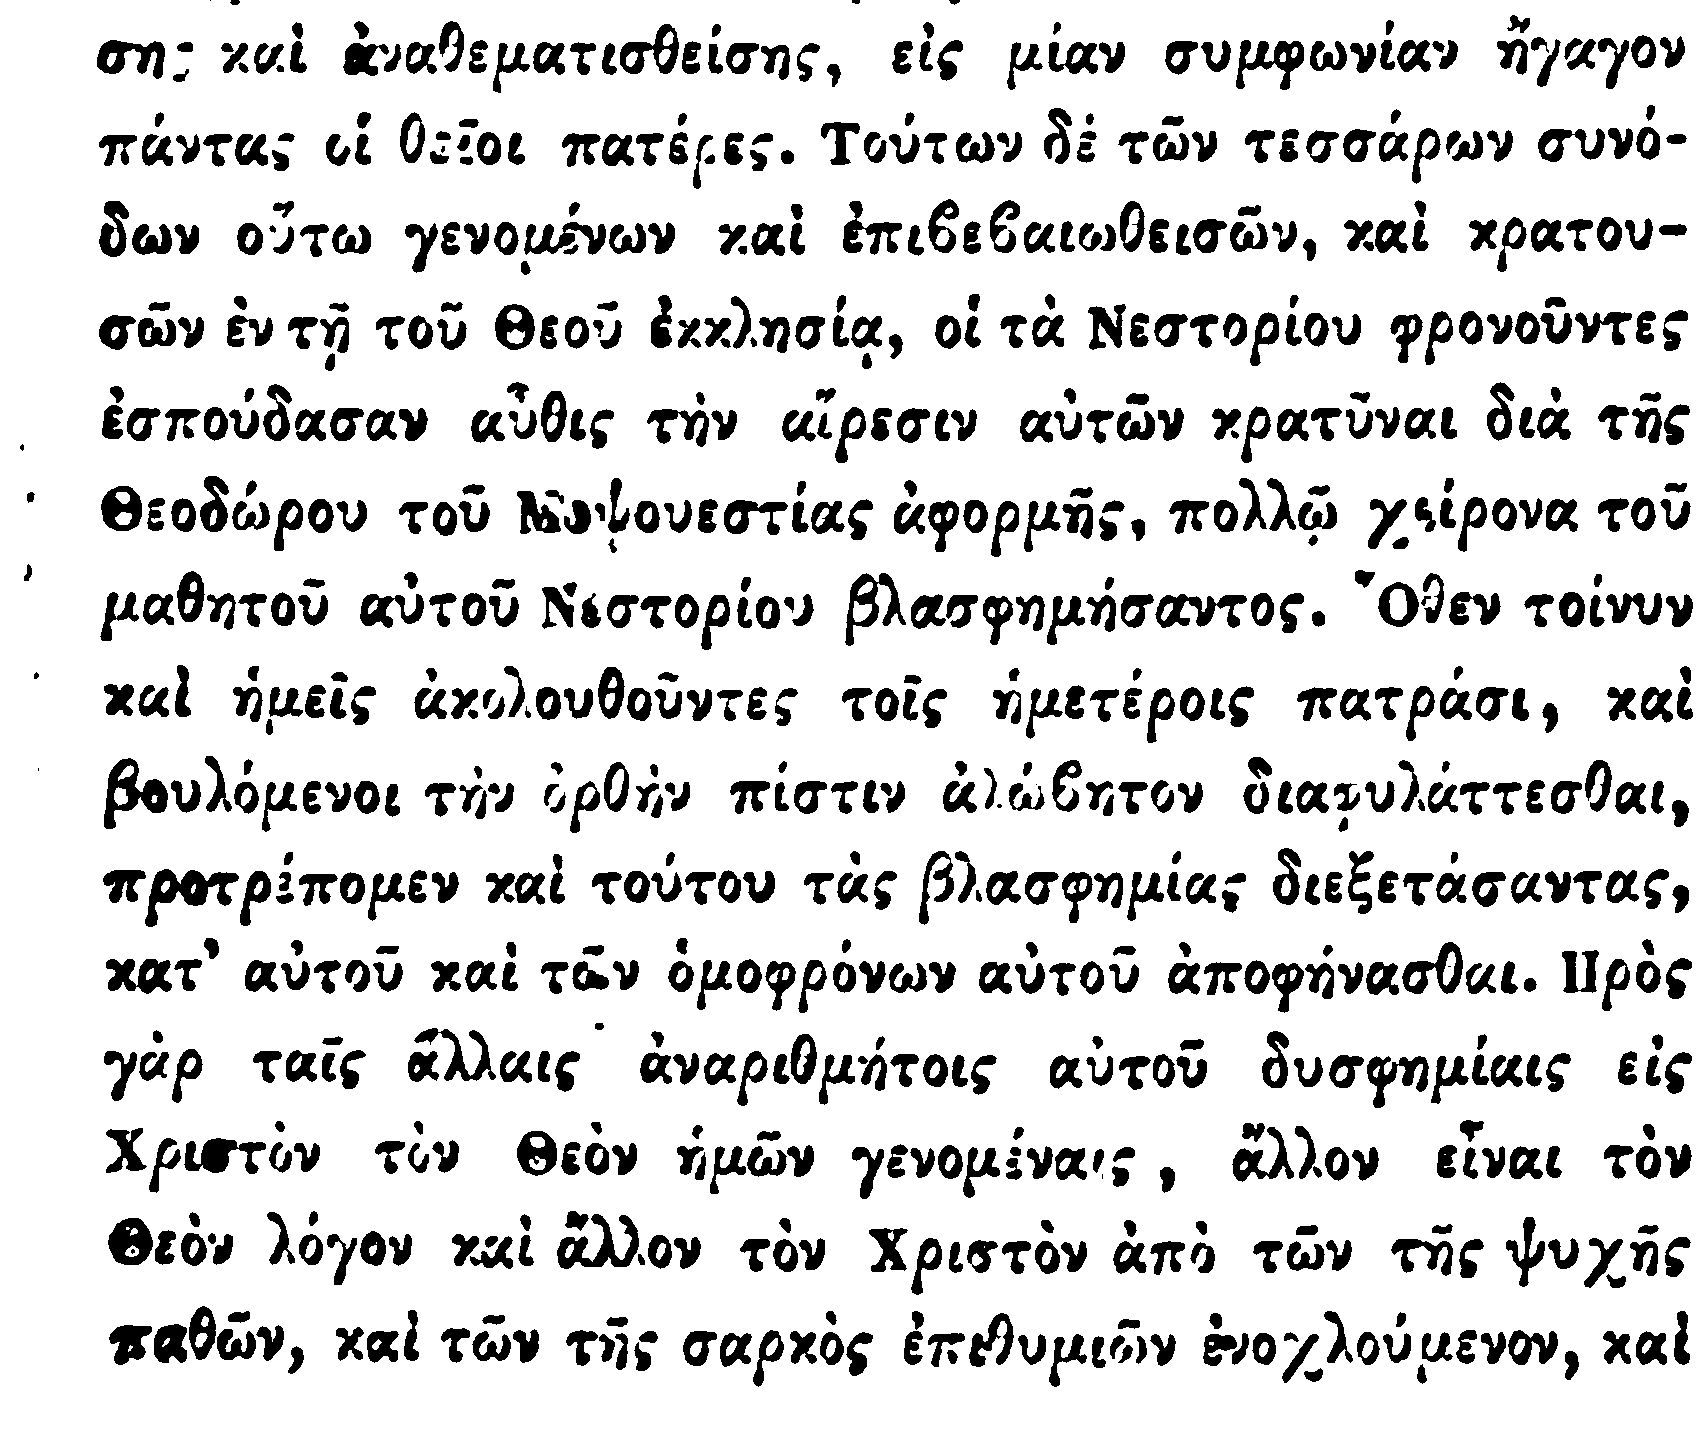 σης καὶ ἀναθεματισθείσης, εἰς μίαν συμφωνίαν ἤγαγον
πάντας οἱ θεῖοι πατέρες. Τούτων δὲ τῶν τεσσάρων συνό-
δων οὕτω γενομένων καὶ ἐπιβεβαιωθεισῶν, καὶ κρατου-
σῶν ἐν τῇ τοῦ Θεοῦ ἐκκλησίᾳ, οἱ τὰ Νεστορίου φρονοῦντες
ἐσπούδασαν αὖθις τὴν αἵρεσιν αὐτῶν κρατῦναι διὰ τῆς
Θεοδώρου τοῦ Μοψουεστίας ἀφορμῆς, πολλῷ χείρονα τοῦ
μαθητοῦ αὐτοῦ Νεστορίου βλασφημήσαντος. Ὅθεν τοίνυν
καὶ ἡμεῖς ἀκολουθοῦντες τοῖς ἡμετέροις πατράσι, καὶ
βουλόμενοι τὴν ὀρθὴν πίστιν ἀλώβητον διαφυλάττεσθαι,
προτρέπομεν καὶ τούτου τὰς βλασφημίας διεξετάσαντας,
κατ’ αὐτοῦ καὶ τῶν ὁμοφρόνων αὐτοῦ ἀποφήνασθαι. Πρὸς
γὰρ ταῖς ἄλλαις ἀναριθμήτοις αὐτοῦ δυσφημίαις εἰς
Χριστὸν τὸν Θεὸν ἡμῶν γενομέναις, ἄλλον εἶναι τὸν
Θεὸν λόγον καὶ ἄλλον τὸν Χριστὸν ἀπὸ τῶν τῆς ψυχῆς
παθῶν, καὶ τῶν τῆς σαρκὸς ἐπιθυμιῶν ἐνοχλούμενον, καὶ